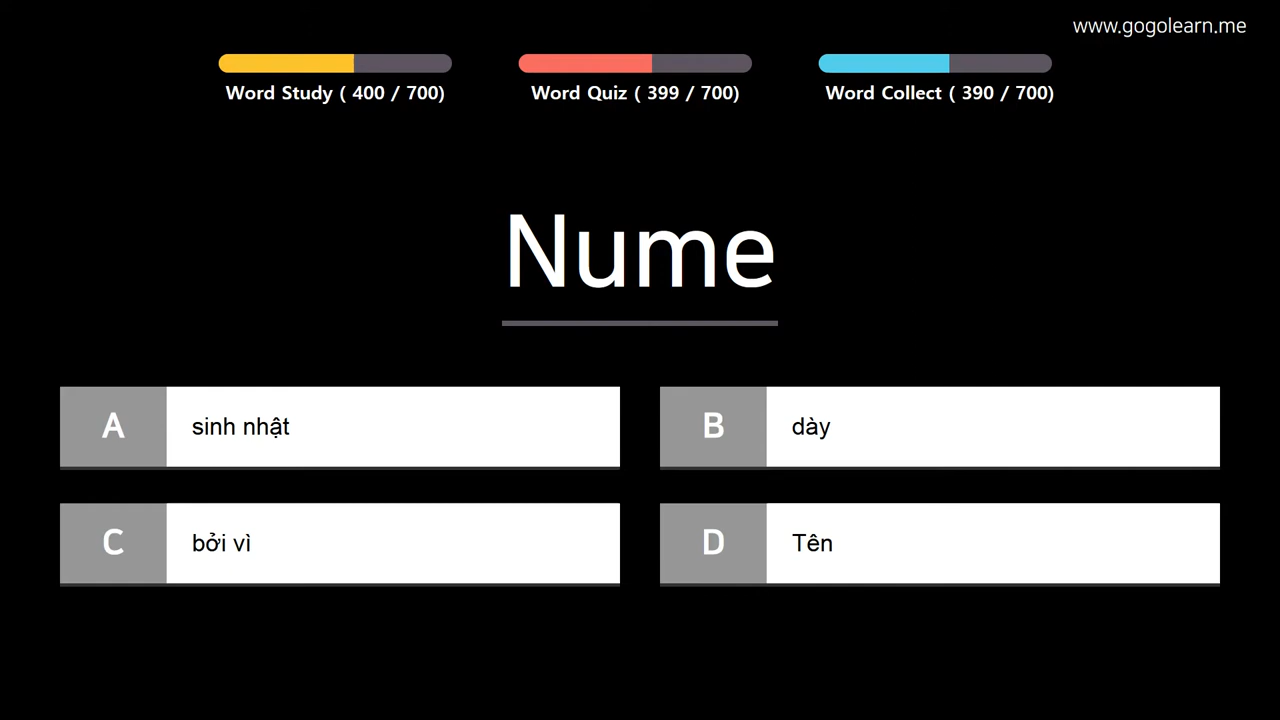 www.gogolearn.me
Word Study ( 400 / 700)
Word Quiz ( 399 / 700)
Word Collect ( 390 / 700)
Nume
A sinh nhật
B dày
C bởi vì
D Tên